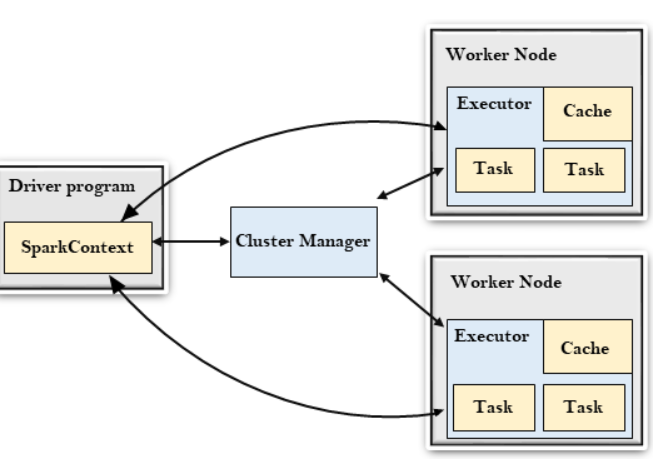 Driver program
SparkContext
Cluster Manager
Worker Node
Executor
Cache
Task
Task
Worker Node
Executor
Cache
Task
Task